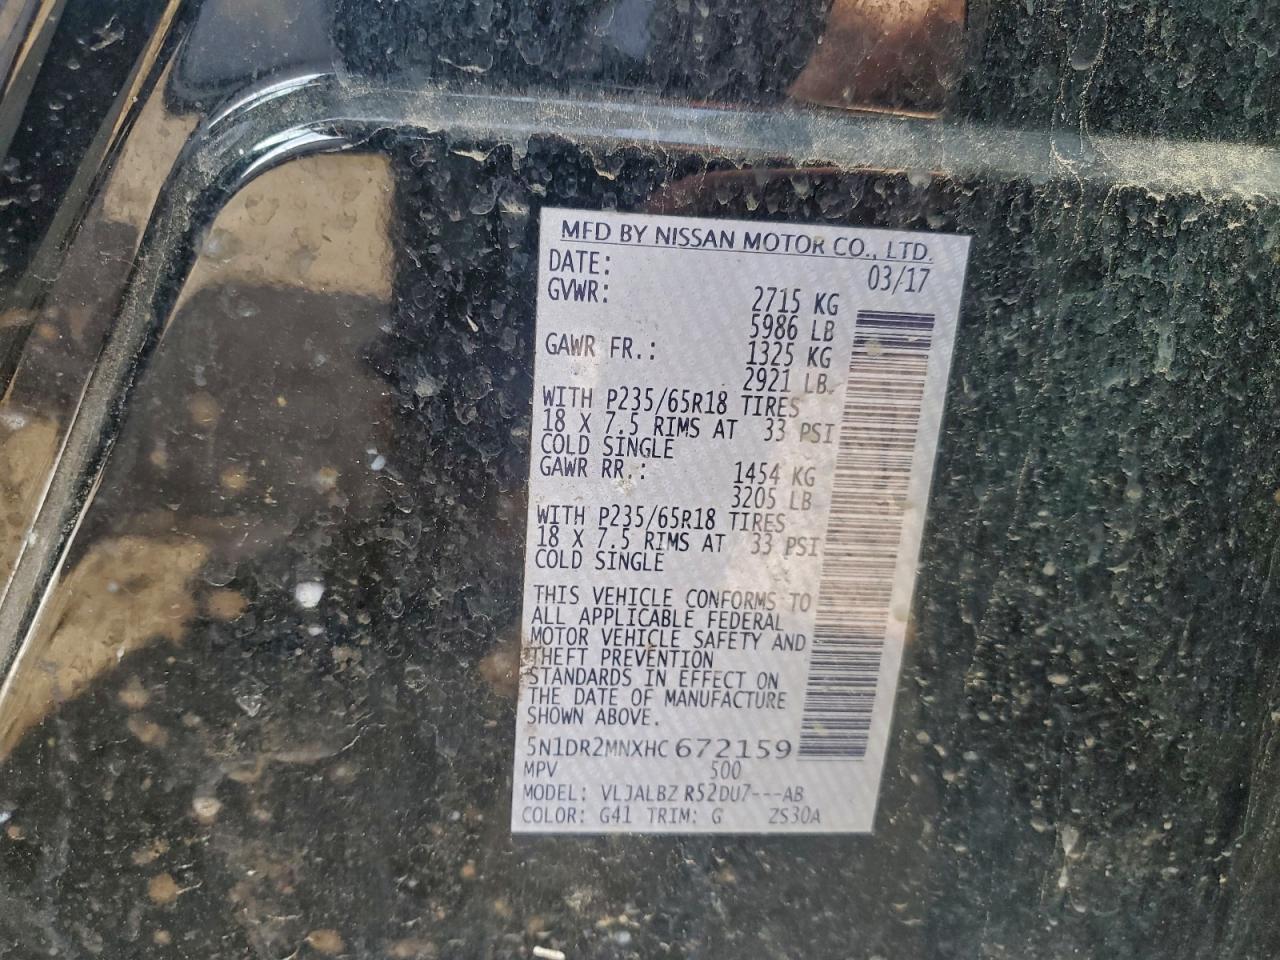 MFD BY NISSAN MOTOR CO., LTD.
DATE: 03/17
GVWR: 2715 KG
5986 LB
GAWR FR.: 1325 KG
2921 LB
WITH P235/65R18 TIRES
18 X 7.5 RIMS AT 33 PSI
COLD SINGLE
GAWR RR.: 1454 KG
3205 LB
WITH P235/65R18 TIRES
18 X 7.5 RIMS AT 33 PSI
COLD SINGLE
THIS VEHICLE CONFORMS TO
ALL APPLICABLE FEDERAL
MOTOR VEHICLE SAFETY AND
THEFT PREVENTION
STANDARDS IN EFFECT ON
THE DATE OF MANUFACTURE
SHOWN ABOVE.
5N1DR2MNXHC672159
MPV 500
MODEL: VLJALBZ R52DU7---AB
COLOR: G41 TRIM: G ZS30A